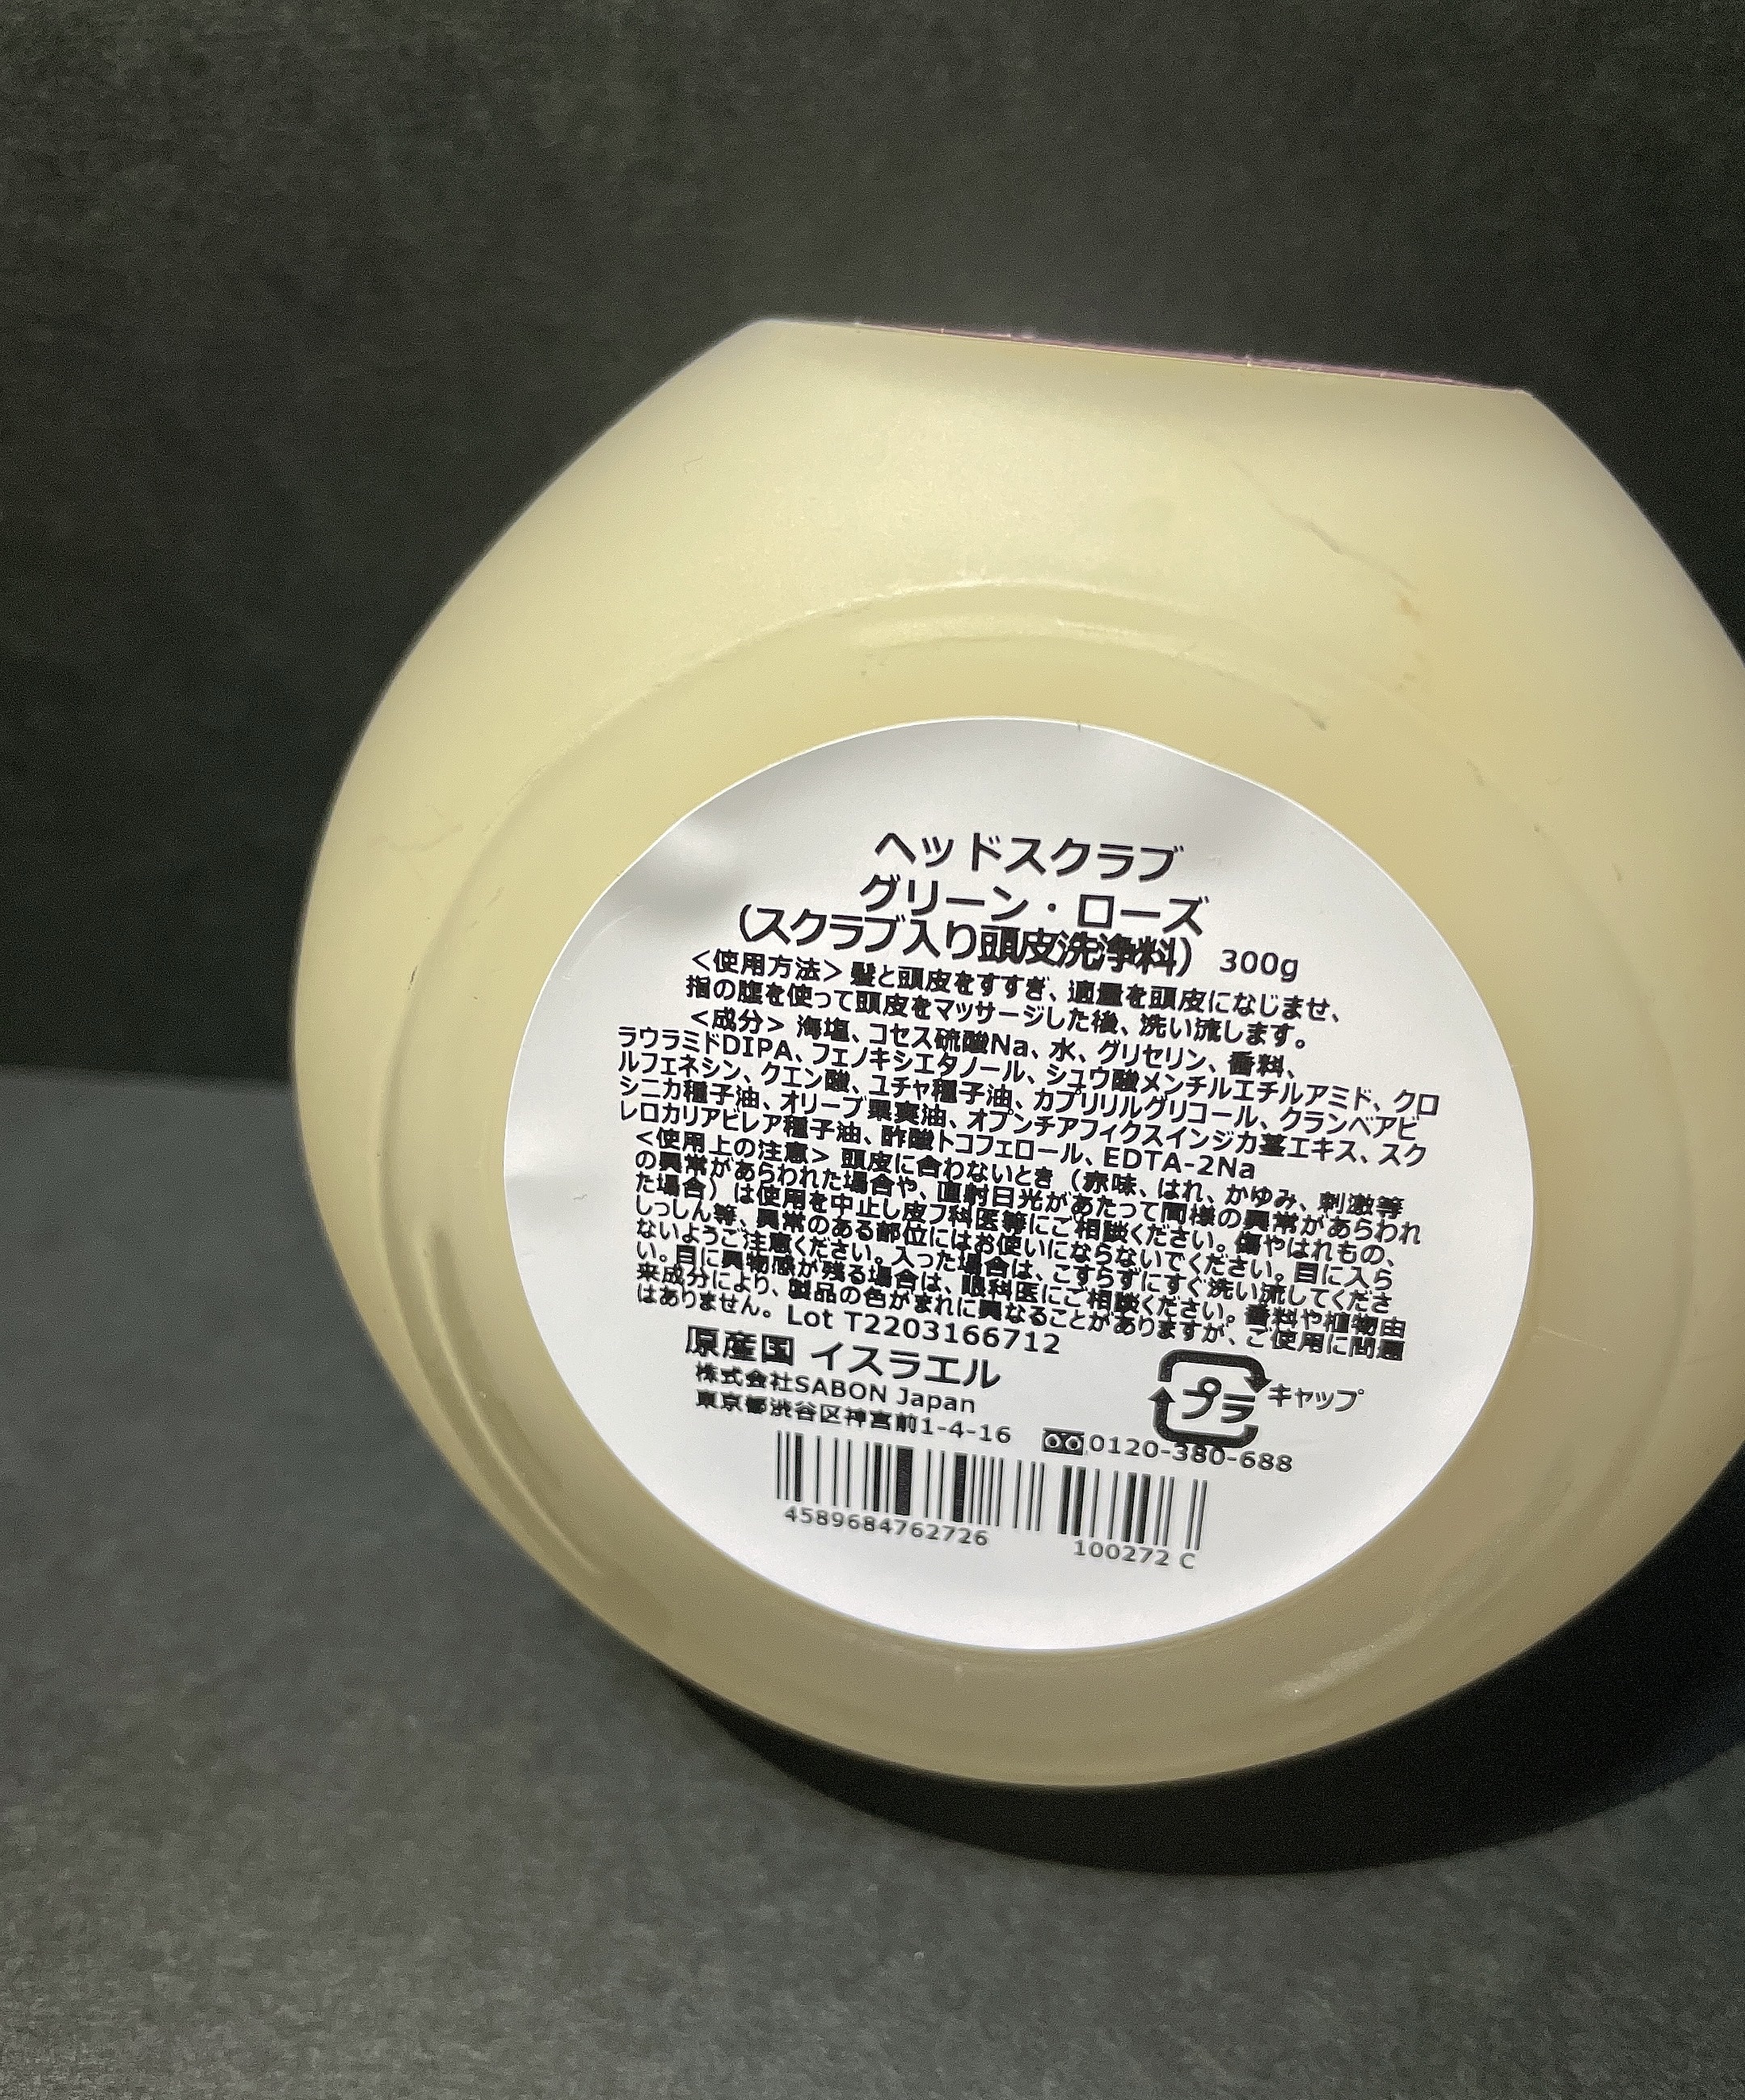 ヘッドスクラブ
グリーン・ローズ
(スクラブ入り頭皮洗浄料) 300g
<使用方法> 髪と頭皮をすすぎ、適量を頭皮になじませ、
指の腹を使って頭皮をマッサージした後、洗い流します。
<成分> 海塩、コセス硫酸Na、水、グリセリン、香料、
ラウラミドDIPA、フェノキシエタノール、シュウ酸メンチルエチルアミド、クロ
ルフェネシン、クエン酸、ユチャ種子油、カプリリルグリコール、クランベアビ
シニカ種子油、オリーブ果実油、オプンチアフィクスインジカ茎エキス、スク
レロカリアビレア種子油、酢酸トコフェロール、EDTA-2Na
<使用上の注意> 頭皮に合わないとき (赤味、はれ、かゆみ、刺激等
の異常があらわれた場合や、直射日光があたって同様の異常があらわれ
た場合) は使用を中止し皮フ科医等にご相談ください。傷やはれもの、
しっしん等、異常のある部位にはお使いにならないでください。目に入ら
ないようご注意ください。入った場合は、こすらずにすぐ洗い流してくださ
い。目に異物感が残る場合は、眼科医にご相談ください。香料や植物由
来成分により、製品の色がまれに異なることがありますが、ご使用に問題
はありません。Lot T2203166712
原産国 イスラエル
プラ キャップ
株式会社SABON Japan
東京都渋谷区神宮前1-4-16 0120-380-688
4589684762726 100272 C